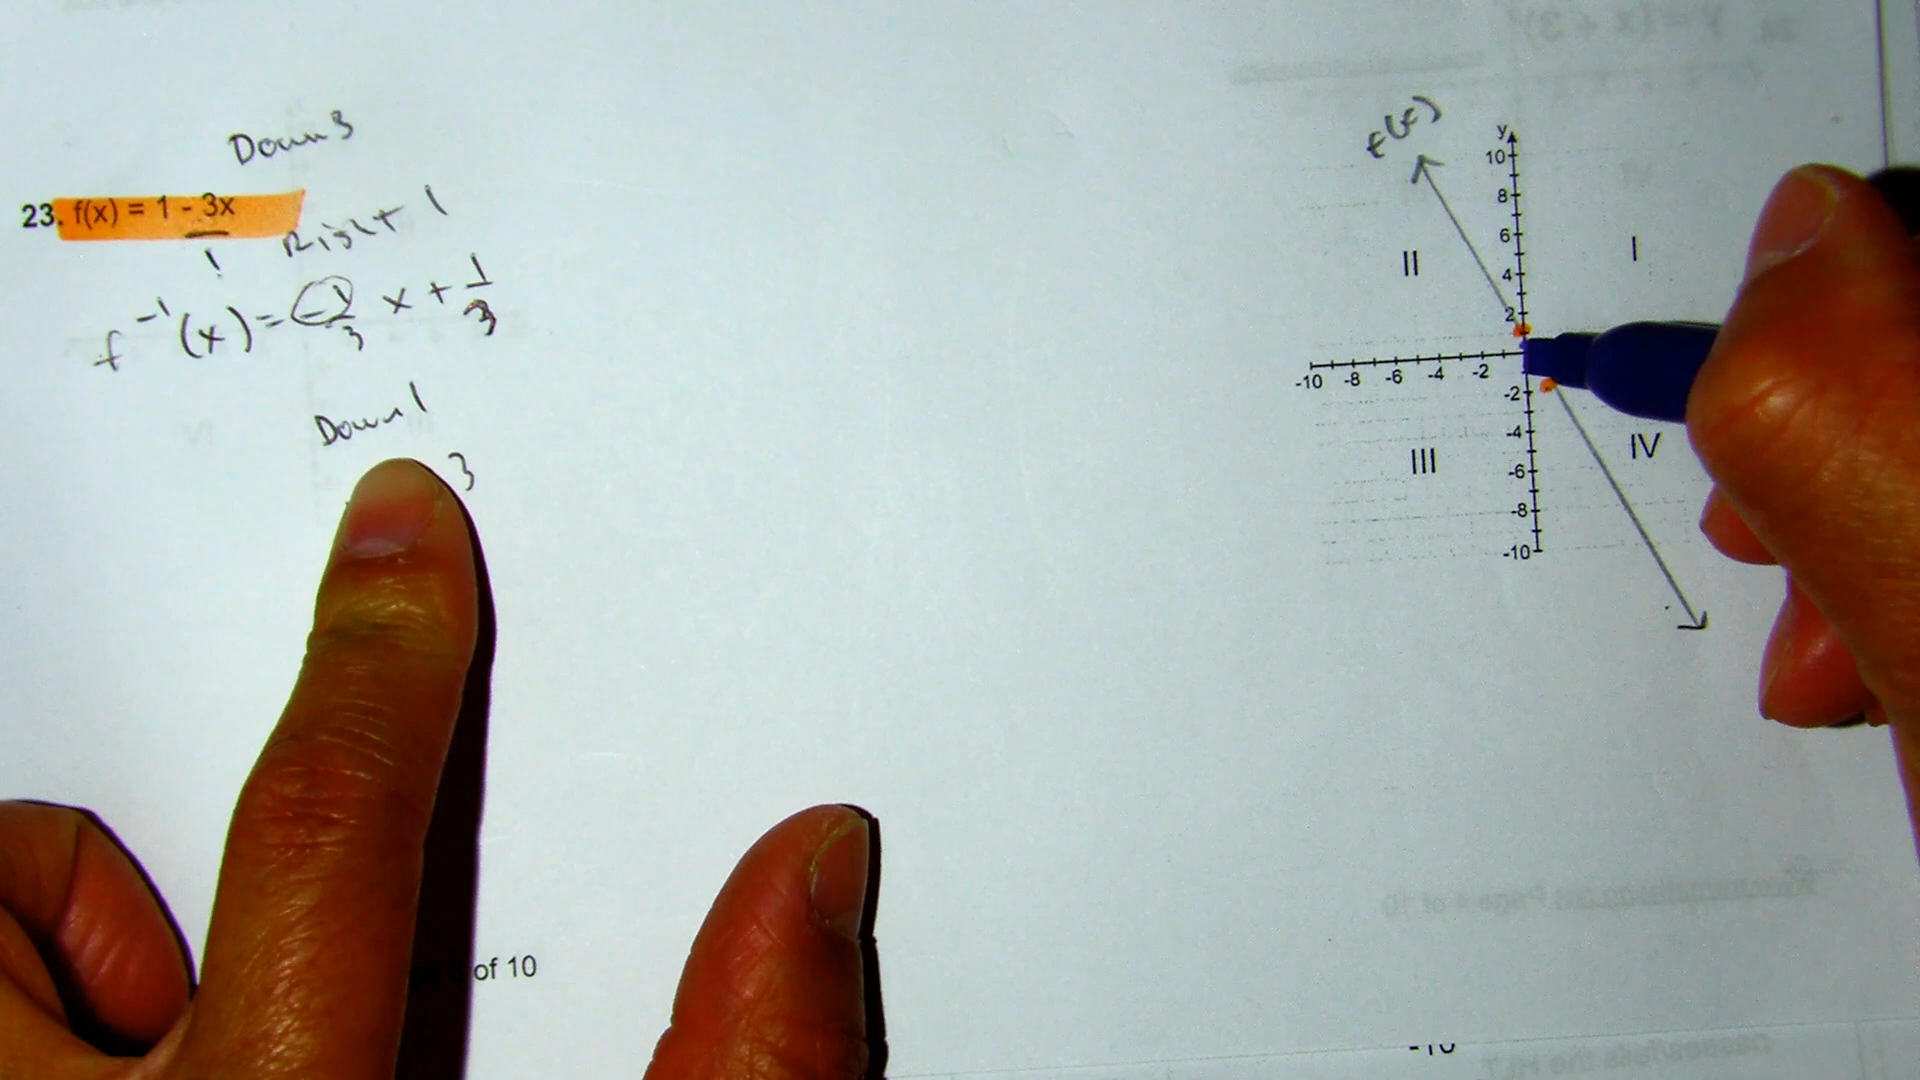 Down 3
23. f(x) = 1 - 3x
1 Right 1
f⁻¹(x) = -1/3 x + 1/3
Down 1
3
of 10
f(x)
y
10
8
6
4
2
-10 -8 -6 -4 -2
-2
-4
-6
-8
-10
II
I
III
IV
-10